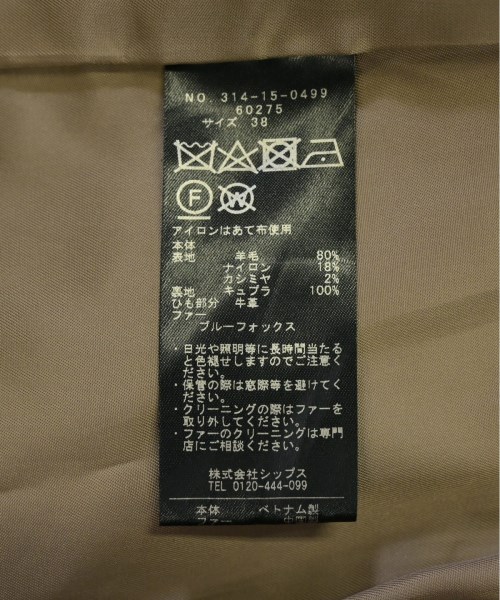 NO. 314-15-0499
60275
サイズ 38
F W
アイロンはあて布使用
本体
表地 羊毛 80%
ナイロン 18%
カシミヤ 2%
裏地 キュプラ 100%
ひも部分 牛革
ファー
ブルーフォックス
・日光や照明等に長時間当たる
と色褪せしますのでご注意く
ださい。
・保管の際は窓際等を避けてく
ださい。
・クリーニングの際はファーを
取り外してください。
・ファーのクリーニングは専門
店にご相談ください。
株式会社シップス
TEL 0120-444-099
本体 ベトナム製
ファー